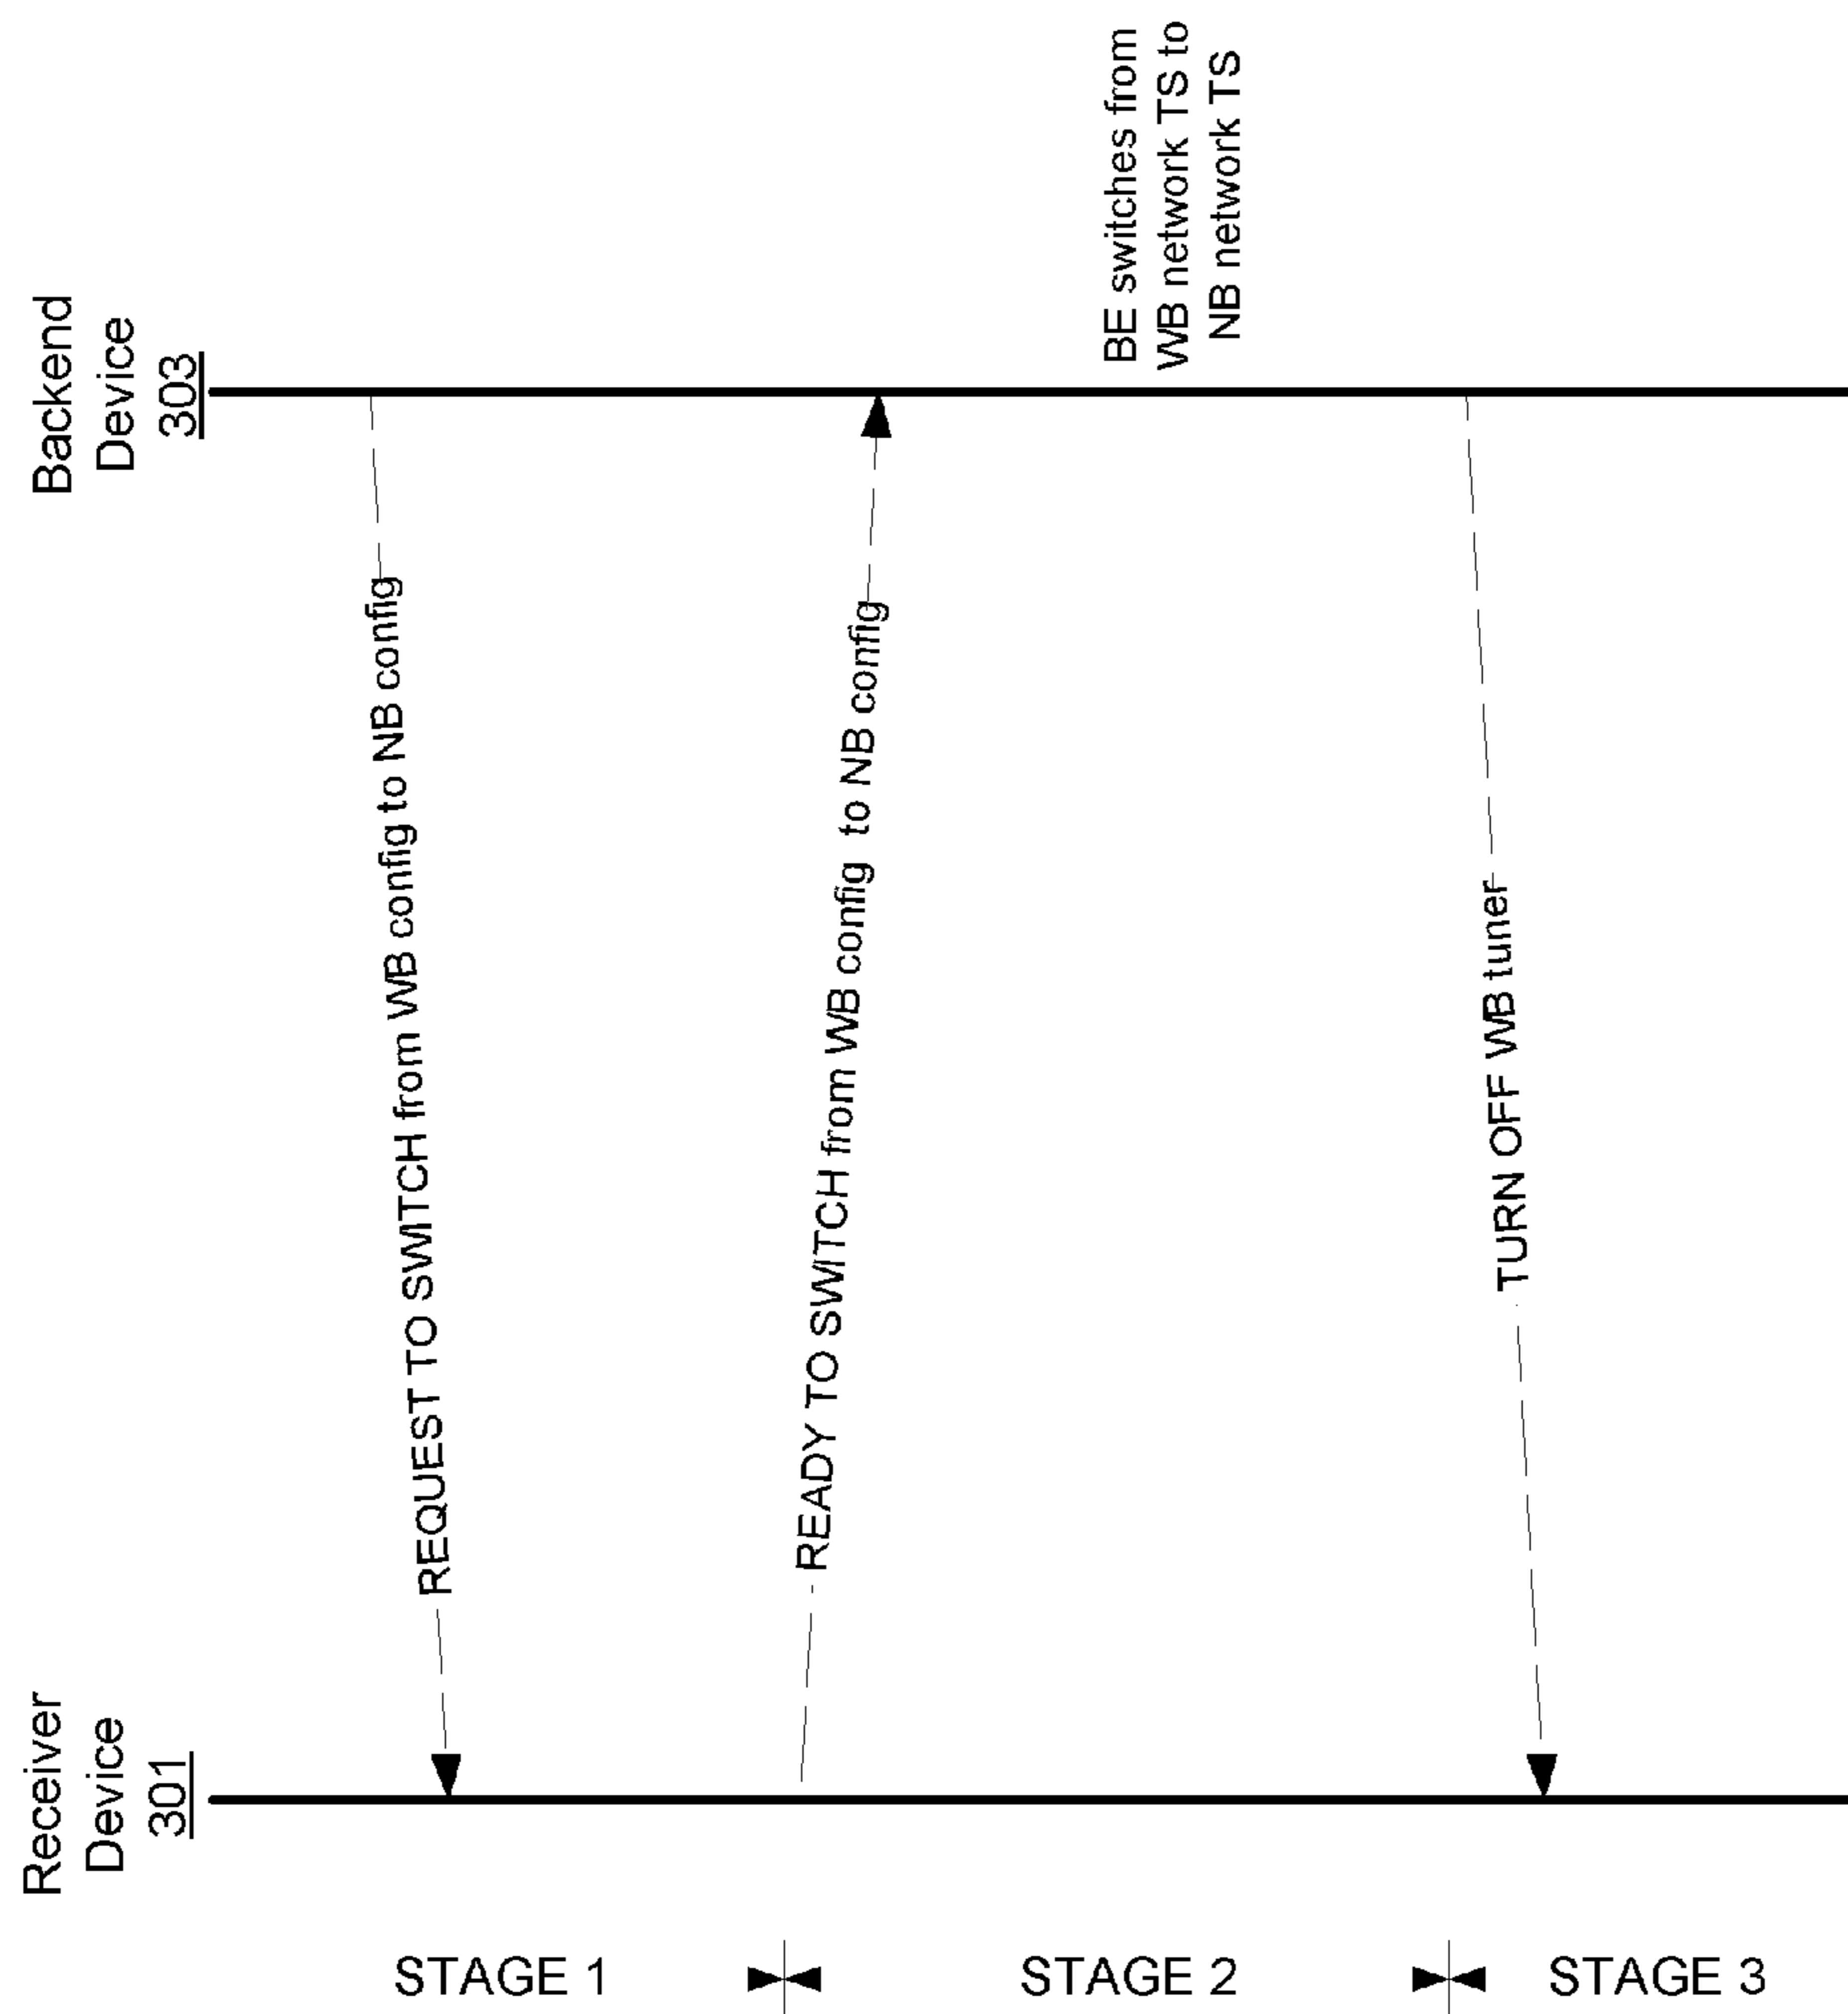 Receiver
Device
301
Backend
Device
303
REQUEST TO SWITCH from WB config to NB config
READY TO SWITCH from WB config to NB config
BE switches from
WB network TS to
NB network TS
TURN OFF WB tuner
STAGE 1
STAGE 2
STAGE 3